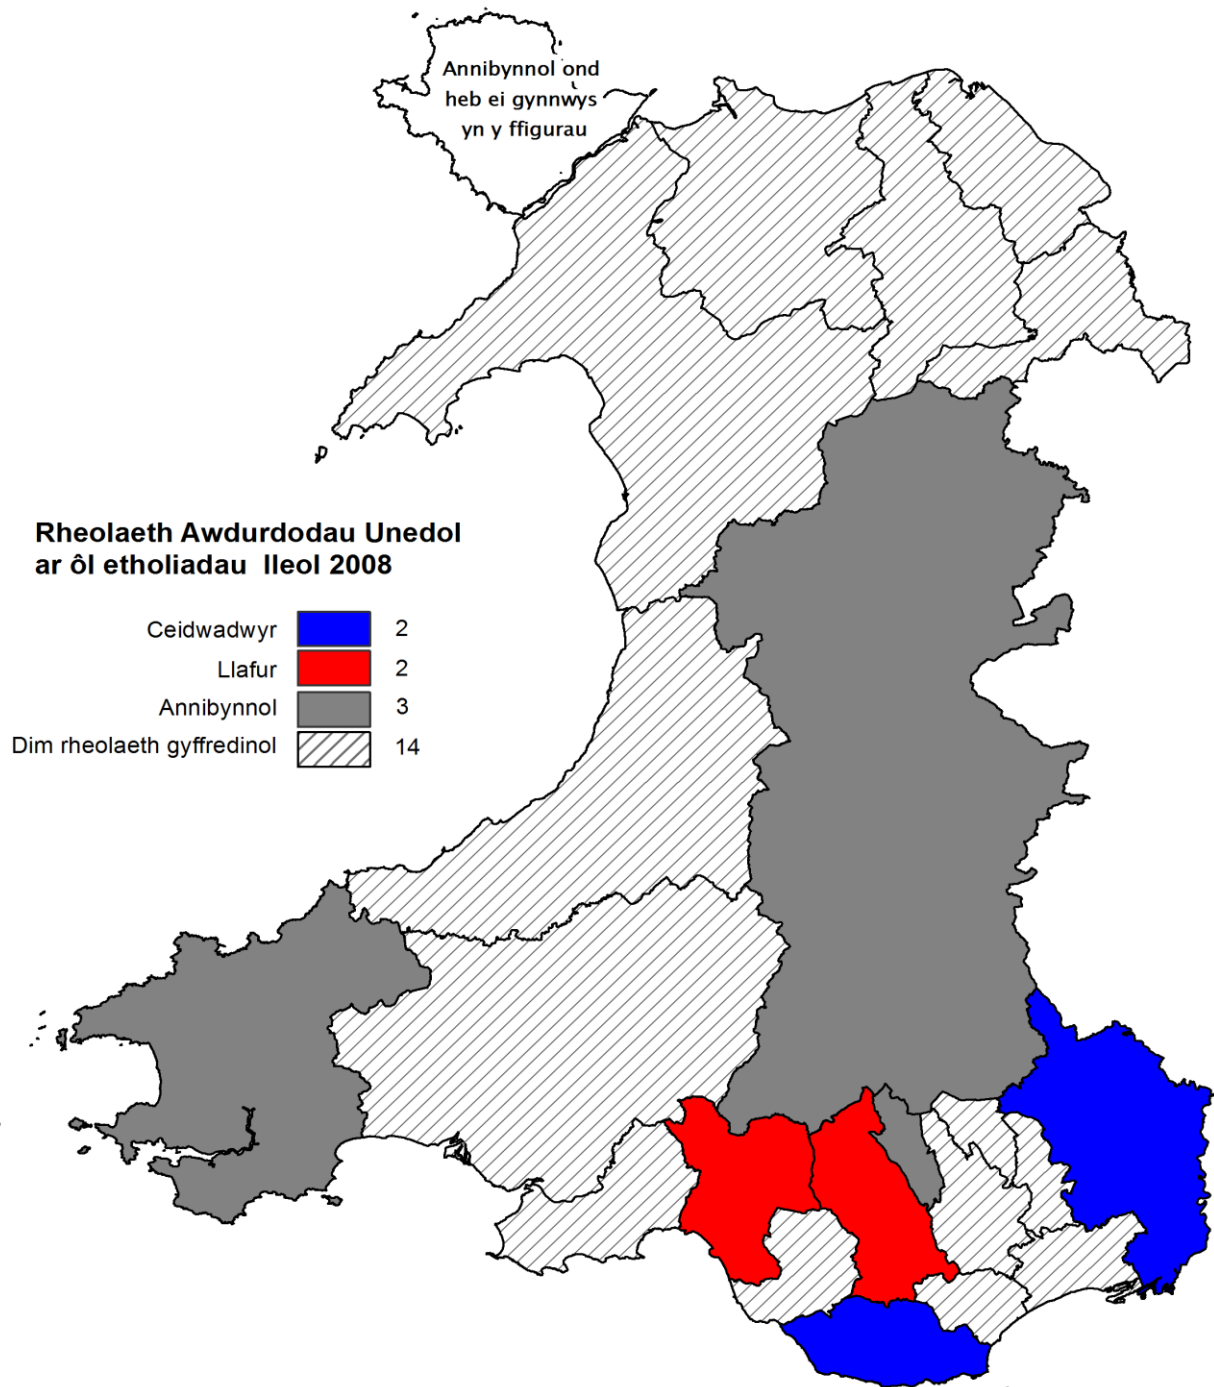 Annibynnol ond
heb ei gynnwys
yn y ffigurau
Rheolaeth Awdurdodau Unedol
ar ôl etholiadau lleol 2008
Ceidwadwyr 2
Llafur 2
Annibynnol 3
Dim rheolaeth gyffredinol 14